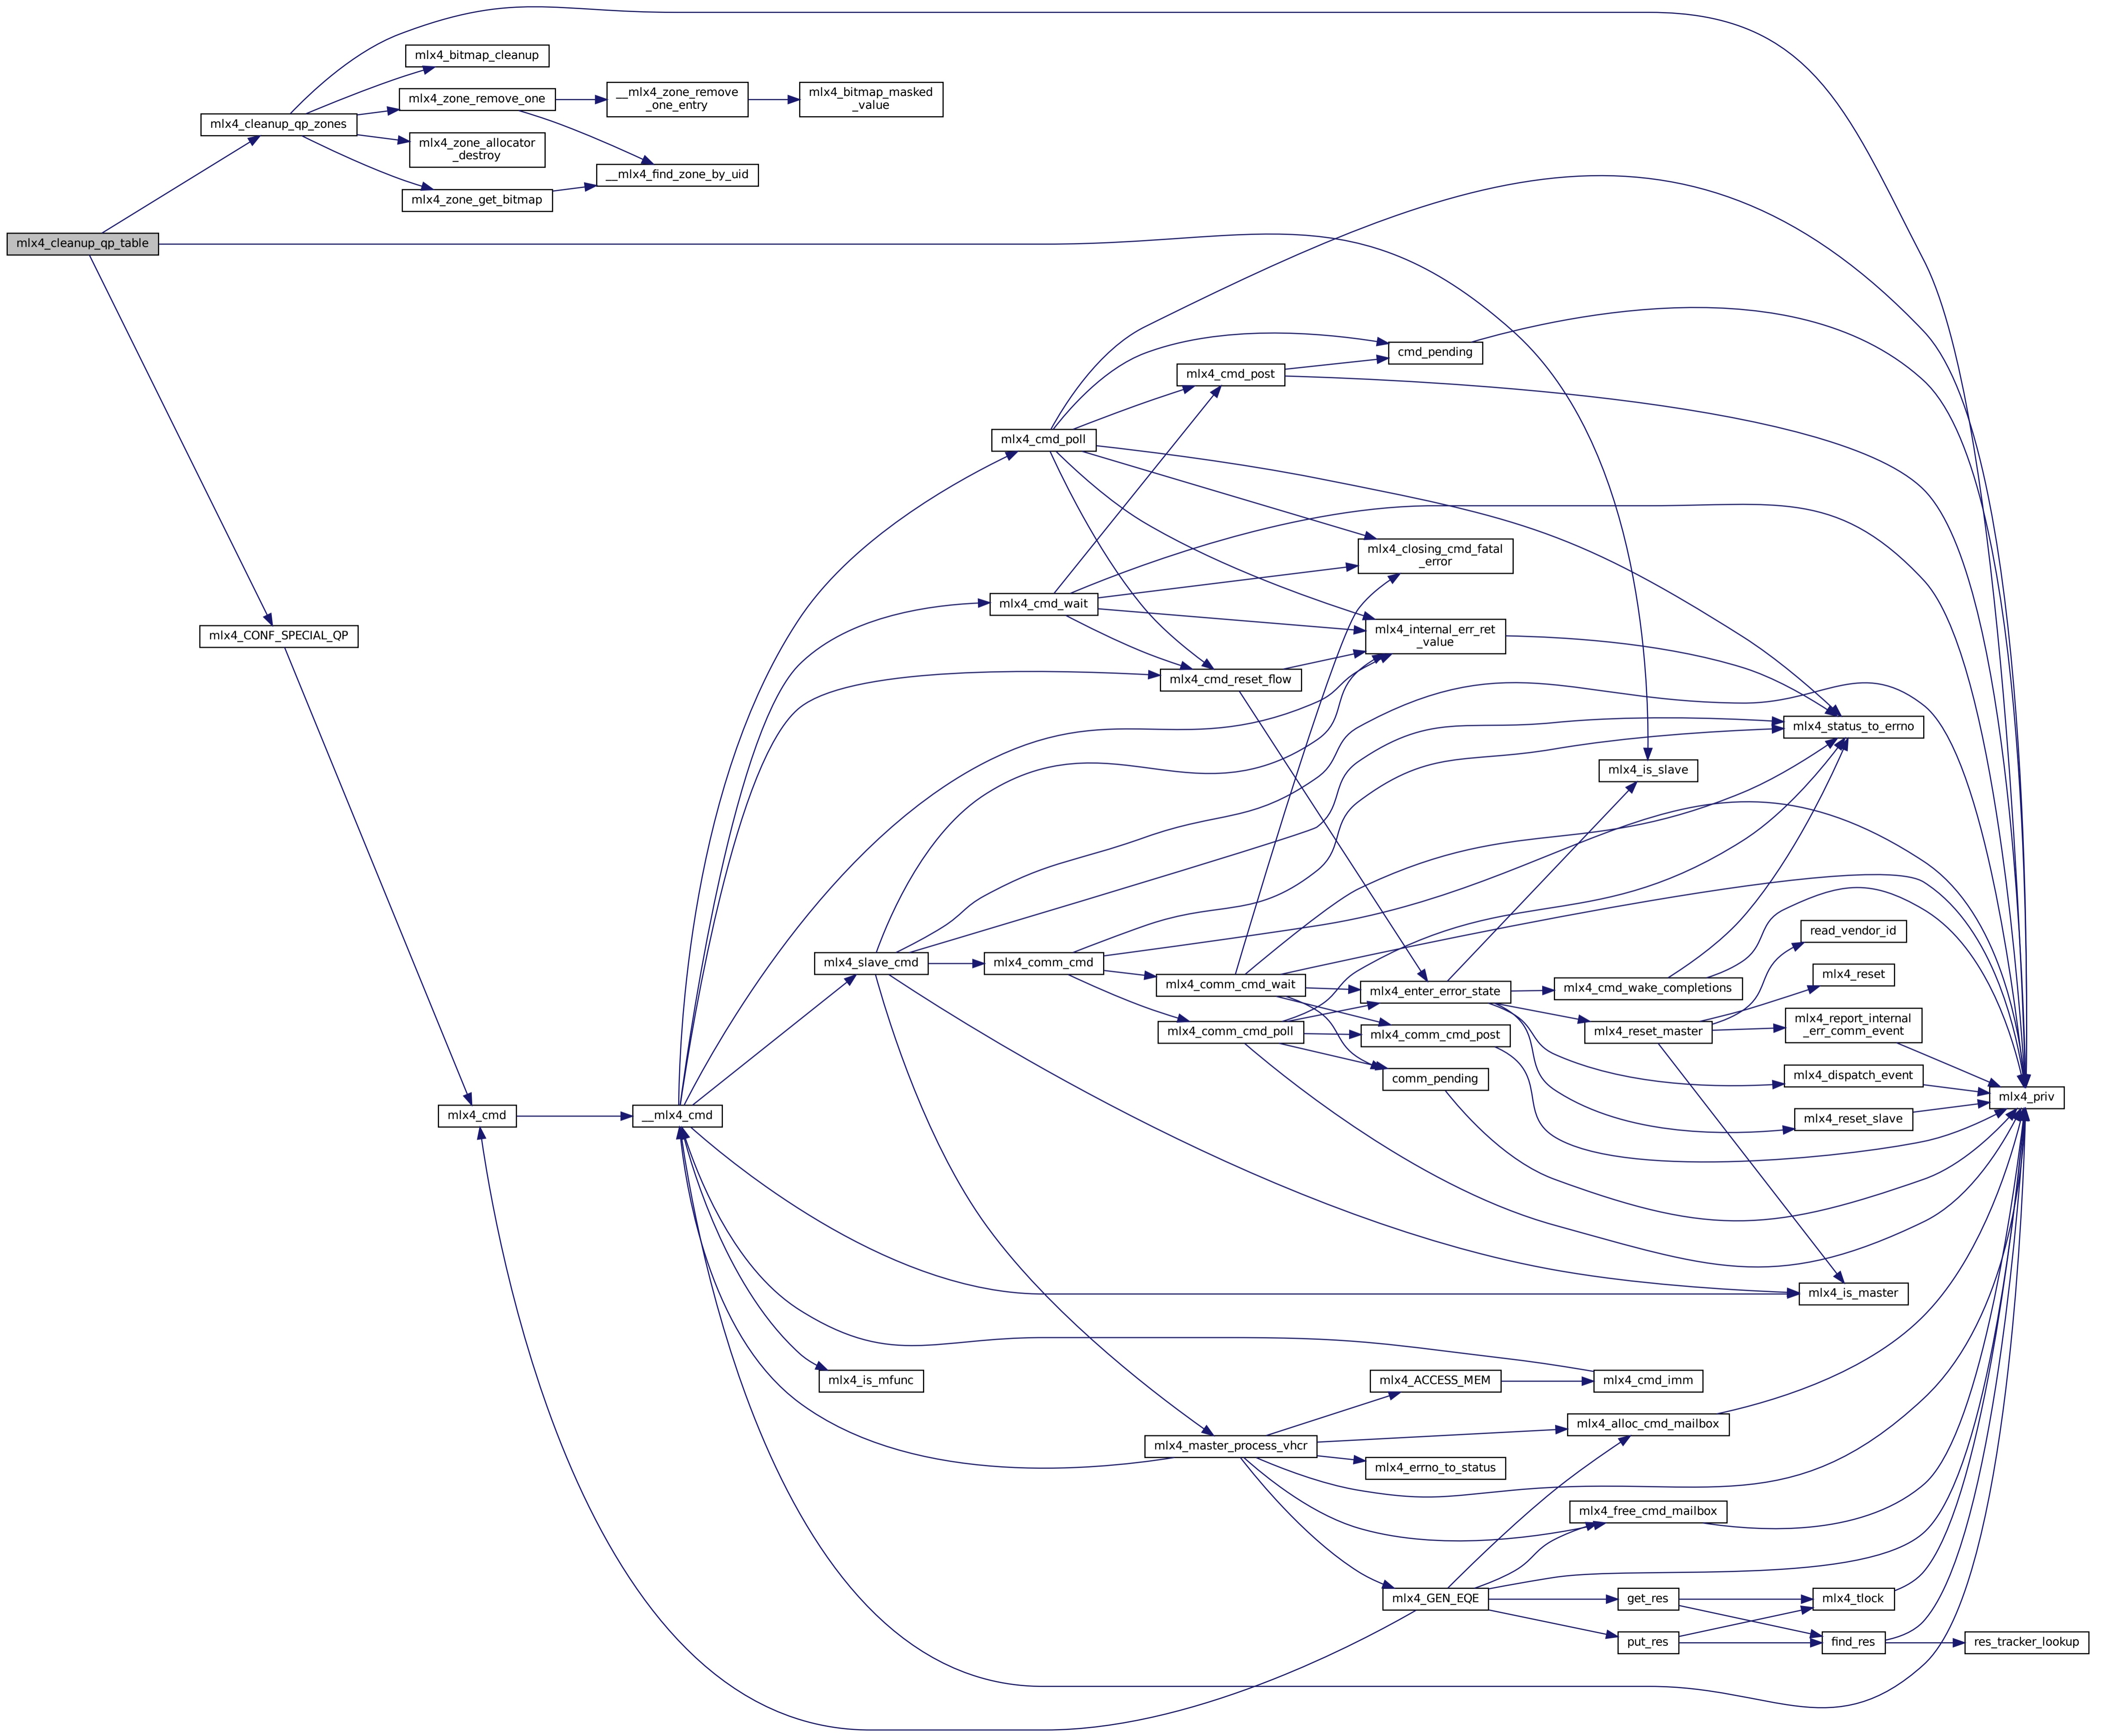 mlx4_bitmap_cleanup
mlx4_zone_remove_one
__mlx4_zone_remove
_one_entry
mlx4_bitmap_masked
_value
mlx4_cleanup_qp_zones
mlx4_zone_allocator
_destroy
__mlx4_find_zone_by_uid
mlx4_zone_get_bitmap
mlx4_cleanup_qp_table
cmd_pending
mlx4_cmd_post
mlx4_cmd_poll
mlx4_closing_cmd_fatal
_error
mlx4_cmd_wait
mlx4_CONF_SPECIAL_QP
mlx4_internal_err_ret
_value
mlx4_cmd_reset_flow
mlx4_status_to_errno
mlx4_is_slave
read_vendor_id
mlx4_slave_cmd
mlx4_comm_cmd
mlx4_reset
mlx4_comm_cmd_wait
mlx4_enter_error_state
mlx4_cmd_wake_completions
mlx4_report_internal
_err_comm_event
mlx4_comm_cmd_poll
mlx4_comm_cmd_post
mlx4_reset_master
comm_pending
mlx4_dispatch_event
mlx4_priv
mlx4_cmd
__mlx4_cmd
mlx4_reset_slave
mlx4_is_master
mlx4_is_mfunc
mlx4_ACCESS_MEM
mlx4_cmd_imm
mlx4_alloc_cmd_mailbox
mlx4_master_process_vhcr
mlx4_errno_to_status
mlx4_free_cmd_mailbox
mlx4_GEN_EQE
get_res
mlx4_tlock
put_res
find_res
res_tracker_lookup